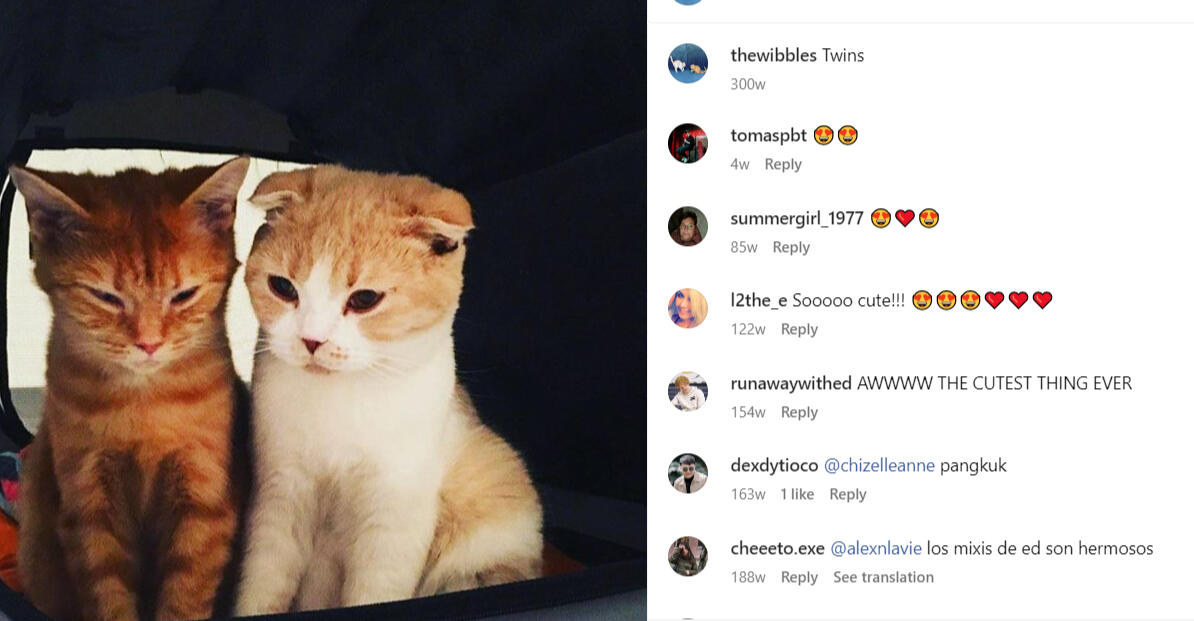 thewibbles Twins
300w
tomaspbt 😍😍
4w Reply
summergirl_1977 😍❤️😍
85w Reply
l2the_e Sooooo cute!!! 😍😍😍❤️❤️❤️
122w Reply
runawaywithed AWWWW THE CUTEST THING EVER
154w Reply
dexdytioco @chizelleanne pangkuk
163w 1 like Reply
cheeeto.exe @alexnlavie los mixis de ed son hermosos
188w Reply See translation